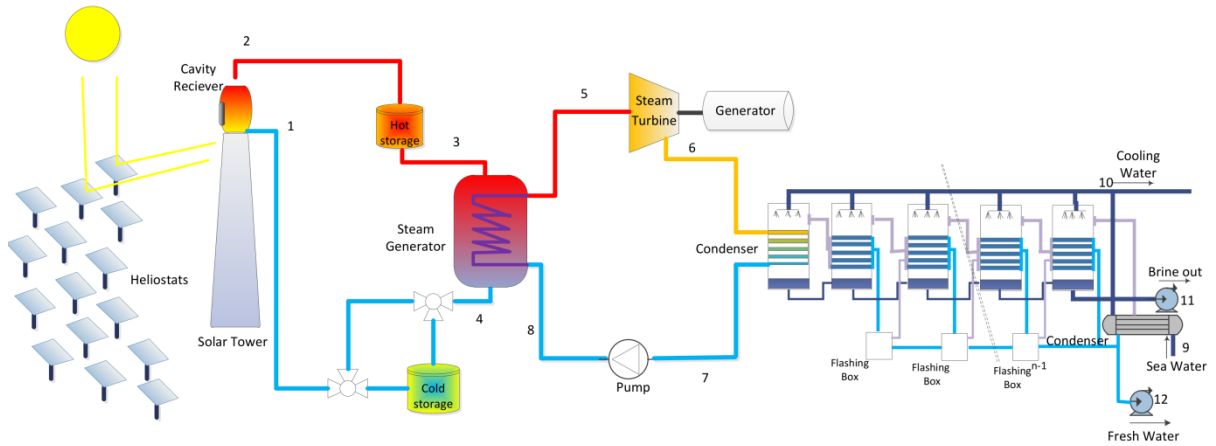 2
Cavity
Reciever
1
Hot
storage
3
5
Steam
Turbine
Generator
6
10
Cooling
Water
Steam
Generator
Condenser
Heliostats
Brine out
11
4
8
Solar Tower
Cold
storage
Pump
7
Flashing
Box
Flashing
Box
Flashing n-1
Box
Condenser
9
Sea Water
12
Fresh Water